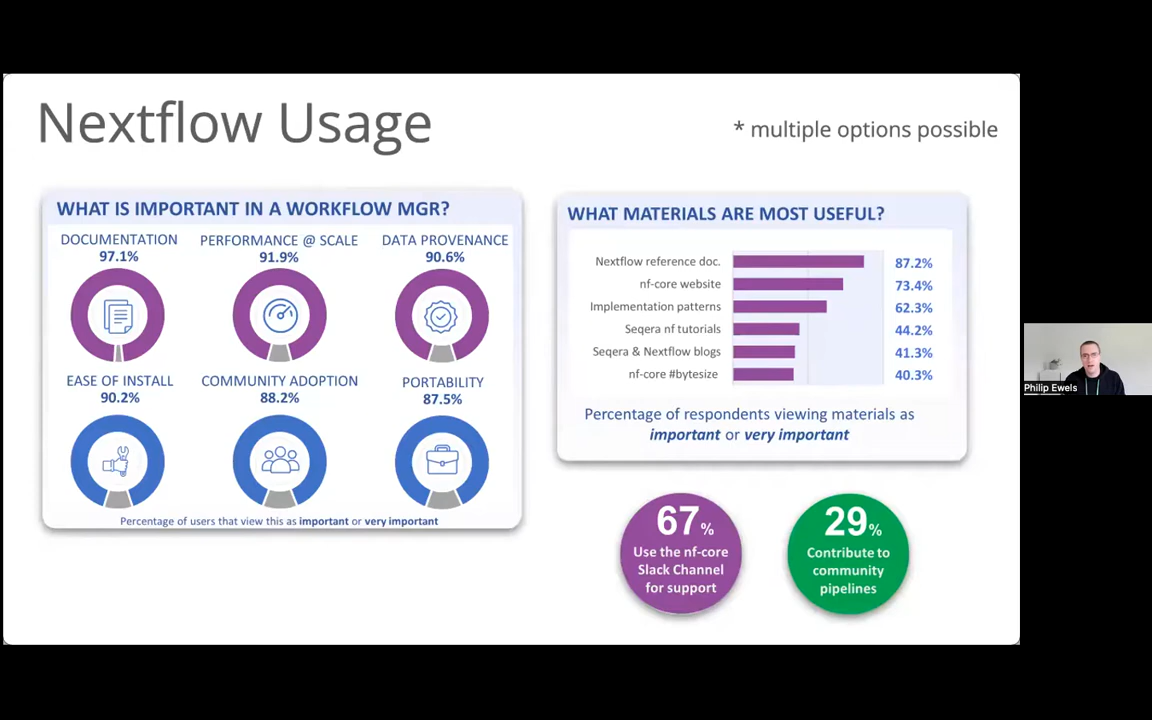 Nextflow Usage
* multiple options possible
WHAT IS IMPORTANT IN A WORKFLOW MGR?
DOCUMENTATION
97.1%
PERFORMANCE @ SCALE
91.9%
DATA PROVENANCE
90.6%
EASE OF INSTALL
90.2%
COMMUNITY ADOPTION
88.2%
PORTABILITY
87.5%
Percentage of users that view this as important or very important
WHAT MATERIALS ARE MOST USEFUL?
Nextflow reference doc. 87.2%
nf-core website 73.4%
Implementation patterns 62.3%
Seqera nf tutorials 44.2%
Seqera & Nextflow blogs 41.3%
nf-core #bytesize 40.3%
Percentage of respondents viewing materials as
important or very important
67%
Use the nf-core
Slack Channel
for support
29%
Contribute to
community
pipelines
Philip Ewels